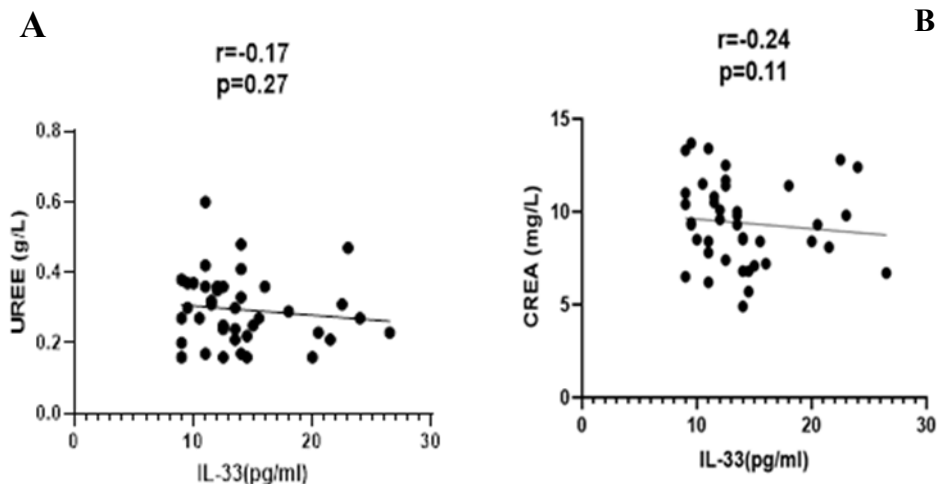 A
r=-0.17
p=0.27
0.8
0.6
0.4
0.2
0.0
UREE (g/L)
0
10
20
30
IL-33(pg/ml)
B
r=-0.24
p=0.11
15
10
5
0
CREA (mg/L)
0
10
20
30
IL-33(pg/ml)